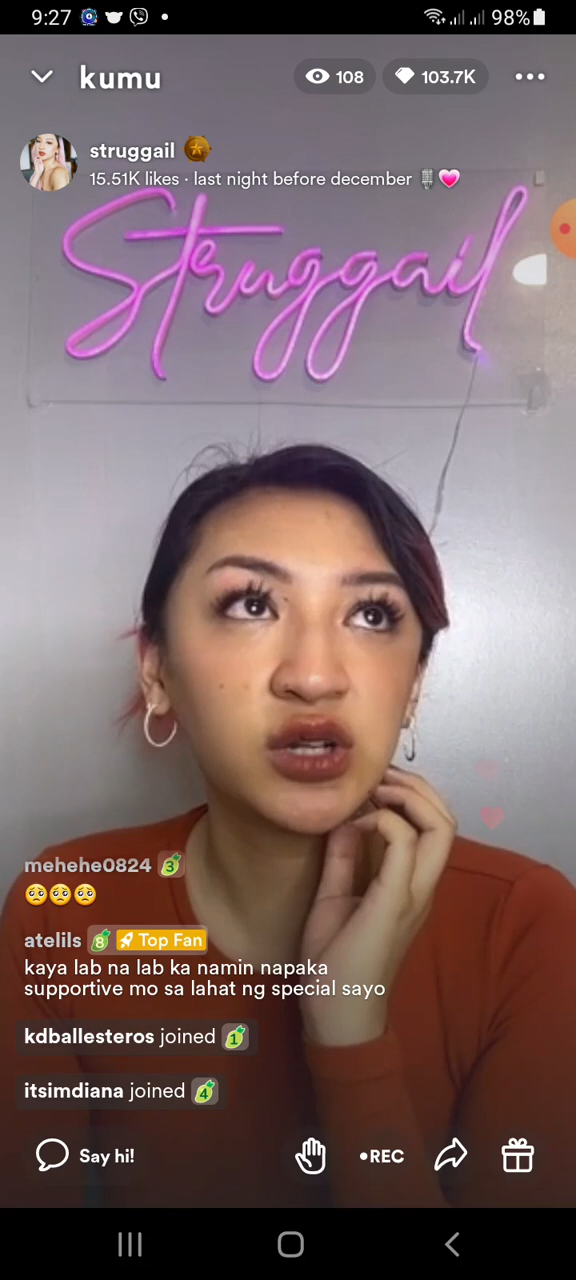 9:27
98%
kumu
108
103.7K
struggail
15.51K likes · last night before december 🎙️💗
Struggail
mehehe0824 3
🥺🥺🥺
atelils 8 Top Fan
kaya lab na lab ka namin napaka
supportive mo sa lahat ng special sayo
kdballesteros joined 1
itsimdiana joined 4
Say hi!
•REC